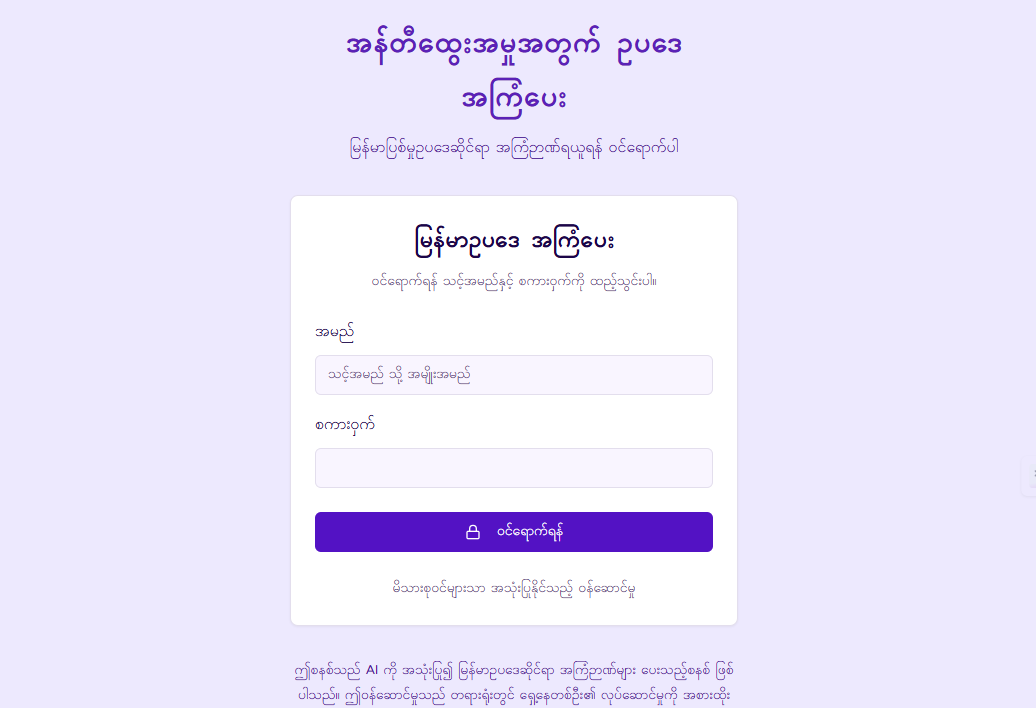 အန်တီထွေးအမှုအတွက် ဥပဒေ
အကြံပေး
မြန်မာပြစ်မှုဥပဒေဆိုင်ရာ အကြံဉာဏ်ရယူရန် ဝင်ရောက်ပါ
မြန်မာဥပဒေ အကြံပေး
ဝင်ရောက်ရန် သင့်အမည်နှင့် စကားဝှက်ကို ထည့်သွင်းပါ။
အမည်
သင့်အမည် သို့ အမျိုးအမည်
စကားဝှက်
ဝင်ရောက်ရန်
မိသားစုဝင်များသာ အသုံးပြုနိုင်သည့် ဝန်ဆောင်မှု
ဤစနစ်သည် AI ကို အသုံးပြု၍ မြန်မာဥပဒေဆိုင်ရာ အကြံဉာဏ်များ ပေးသည့်စနစ် ဖြစ်
ပါသည်။ ဤဝန်ဆောင်မှုသည် တရားရုံးတွင် ရှေ့နေတစ်ဦး၏ လုပ်ဆောင်မှုကို အစားထိုး